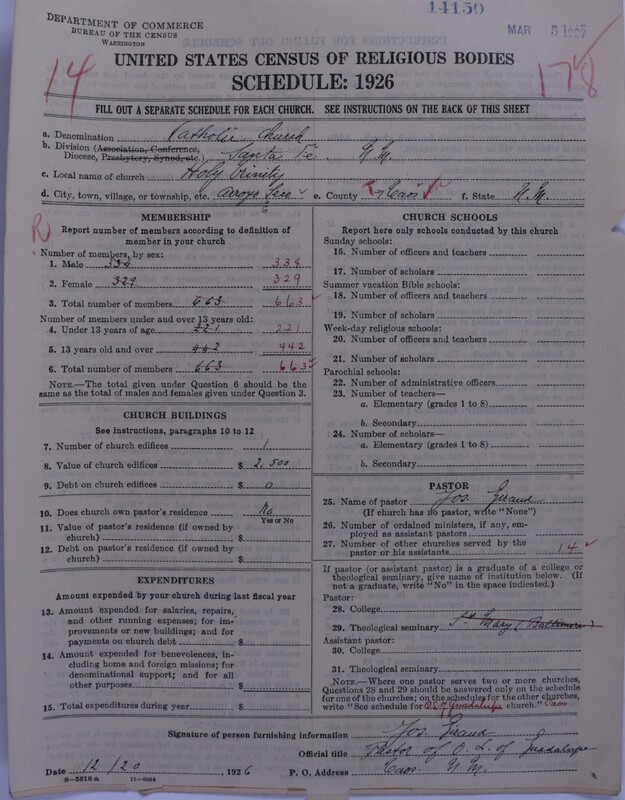 14150
DEPARTMENT OF COMMERCE
BUREAU OF THE CENSUS
WASHINGTON
MAR 5 1927
14
UNITED STATES CENSUS OF RELIGIOUS BODIES
SCHEDULE: 1926
178
FILL OUT A SEPARATE SCHEDULE FOR EACH CHURCH. SEE INSTRUCTIONS ON THE BACK OF THIS SHEET
a. Denomination Catholic Church
b. Division (Association, Conference, Diocese, Presbytery, Synod, etc.) Santa Fe N.M.
c. Local name of church Holy Trinity
d. City, town, village, or township, etc. Arroyo Seco e. County Taos f. State N.M.
MEMBERSHIP
R
Report number of members according to definition of
member in your church
Number of members, by sex:
1. Male 334 334
2. Female 329 329
3. Total number of members 663 663
Number of members under and over 13 years old:
4. Under 13 years of age 221 221
5. 13 years old and over 442 442
6. Total number of members 663 663
NOTE.—The total given under Question 6 should be the
same as the total of males and females given under Question 3.
CHURCH BUILDINGS
See instructions, paragraphs 10 to 12
7. Number of church edifices 1
8. Value of church edifices $ 2,500
9. Debt on church edifices $ 0
10. Does church own pastor's residence No
Yes or No
11. Value of pastor's residence (if owned by
church) $
12. Debt on pastor's residence (if owned by
church) $
EXPENDITURES
Amount expended by your church during last fiscal year
13. Amount expended for salaries, repairs,
and other running expenses; for im-
provements or new buildings; and for
payments on church debt $
14. Amount expended for benevolences, in-
cluding home and foreign missions; for
denominational support; and for all
other purposes $
15. Total expenditures during year $
CHURCH SCHOOLS
Report here only schools conducted by this church
Sunday schools:
16. Number of officers and teachers
17. Number of scholars
Summer vacation Bible schools:
18. Number of officers and teachers
19. Number of scholars
Week-day religious schools:
20. Number of officers and teachers
21. Number of scholars
Parochial schools:
22. Number of administrative officers
23. Number of teachers—
a. Elementary (grades 1 to 8)
b. Secondary
24. Number of scholars—
a. Elementary (grades 1 to 8)
b. Secondary
PASTOR
25. Name of pastor Jos. Giraud
(If church has no pastor, write "None")
26. Number of ordained ministers, if any, em-
ployed as assistant pastors
27. Number of other churches served by the
pastor or his assistants 14
If pastor (or assistant pastor) is a graduate of a college or
theological seminary, give name of institution below. (If
not a graduate, write "No" in the space indicated.)
Pastor:
28. College
29. Theological seminary St. Mary (Baltimore)
Assistant pastor:
30. College
31. Theological seminary
NOTE.—Where one pastor serves two or more churches,
Questions 28 and 29 should be answered only on the schedule
for one of the churches; on the schedules for the other churches,
write "See schedule for O.L. of Guadalupe church." Taos
Signature of person furnishing information Jos. Giraud
Official title Pastor of O. L. of Guadalupe
Date 12/20 1926 P. O. Address Taos N. M.
8—5318 a 11—9024